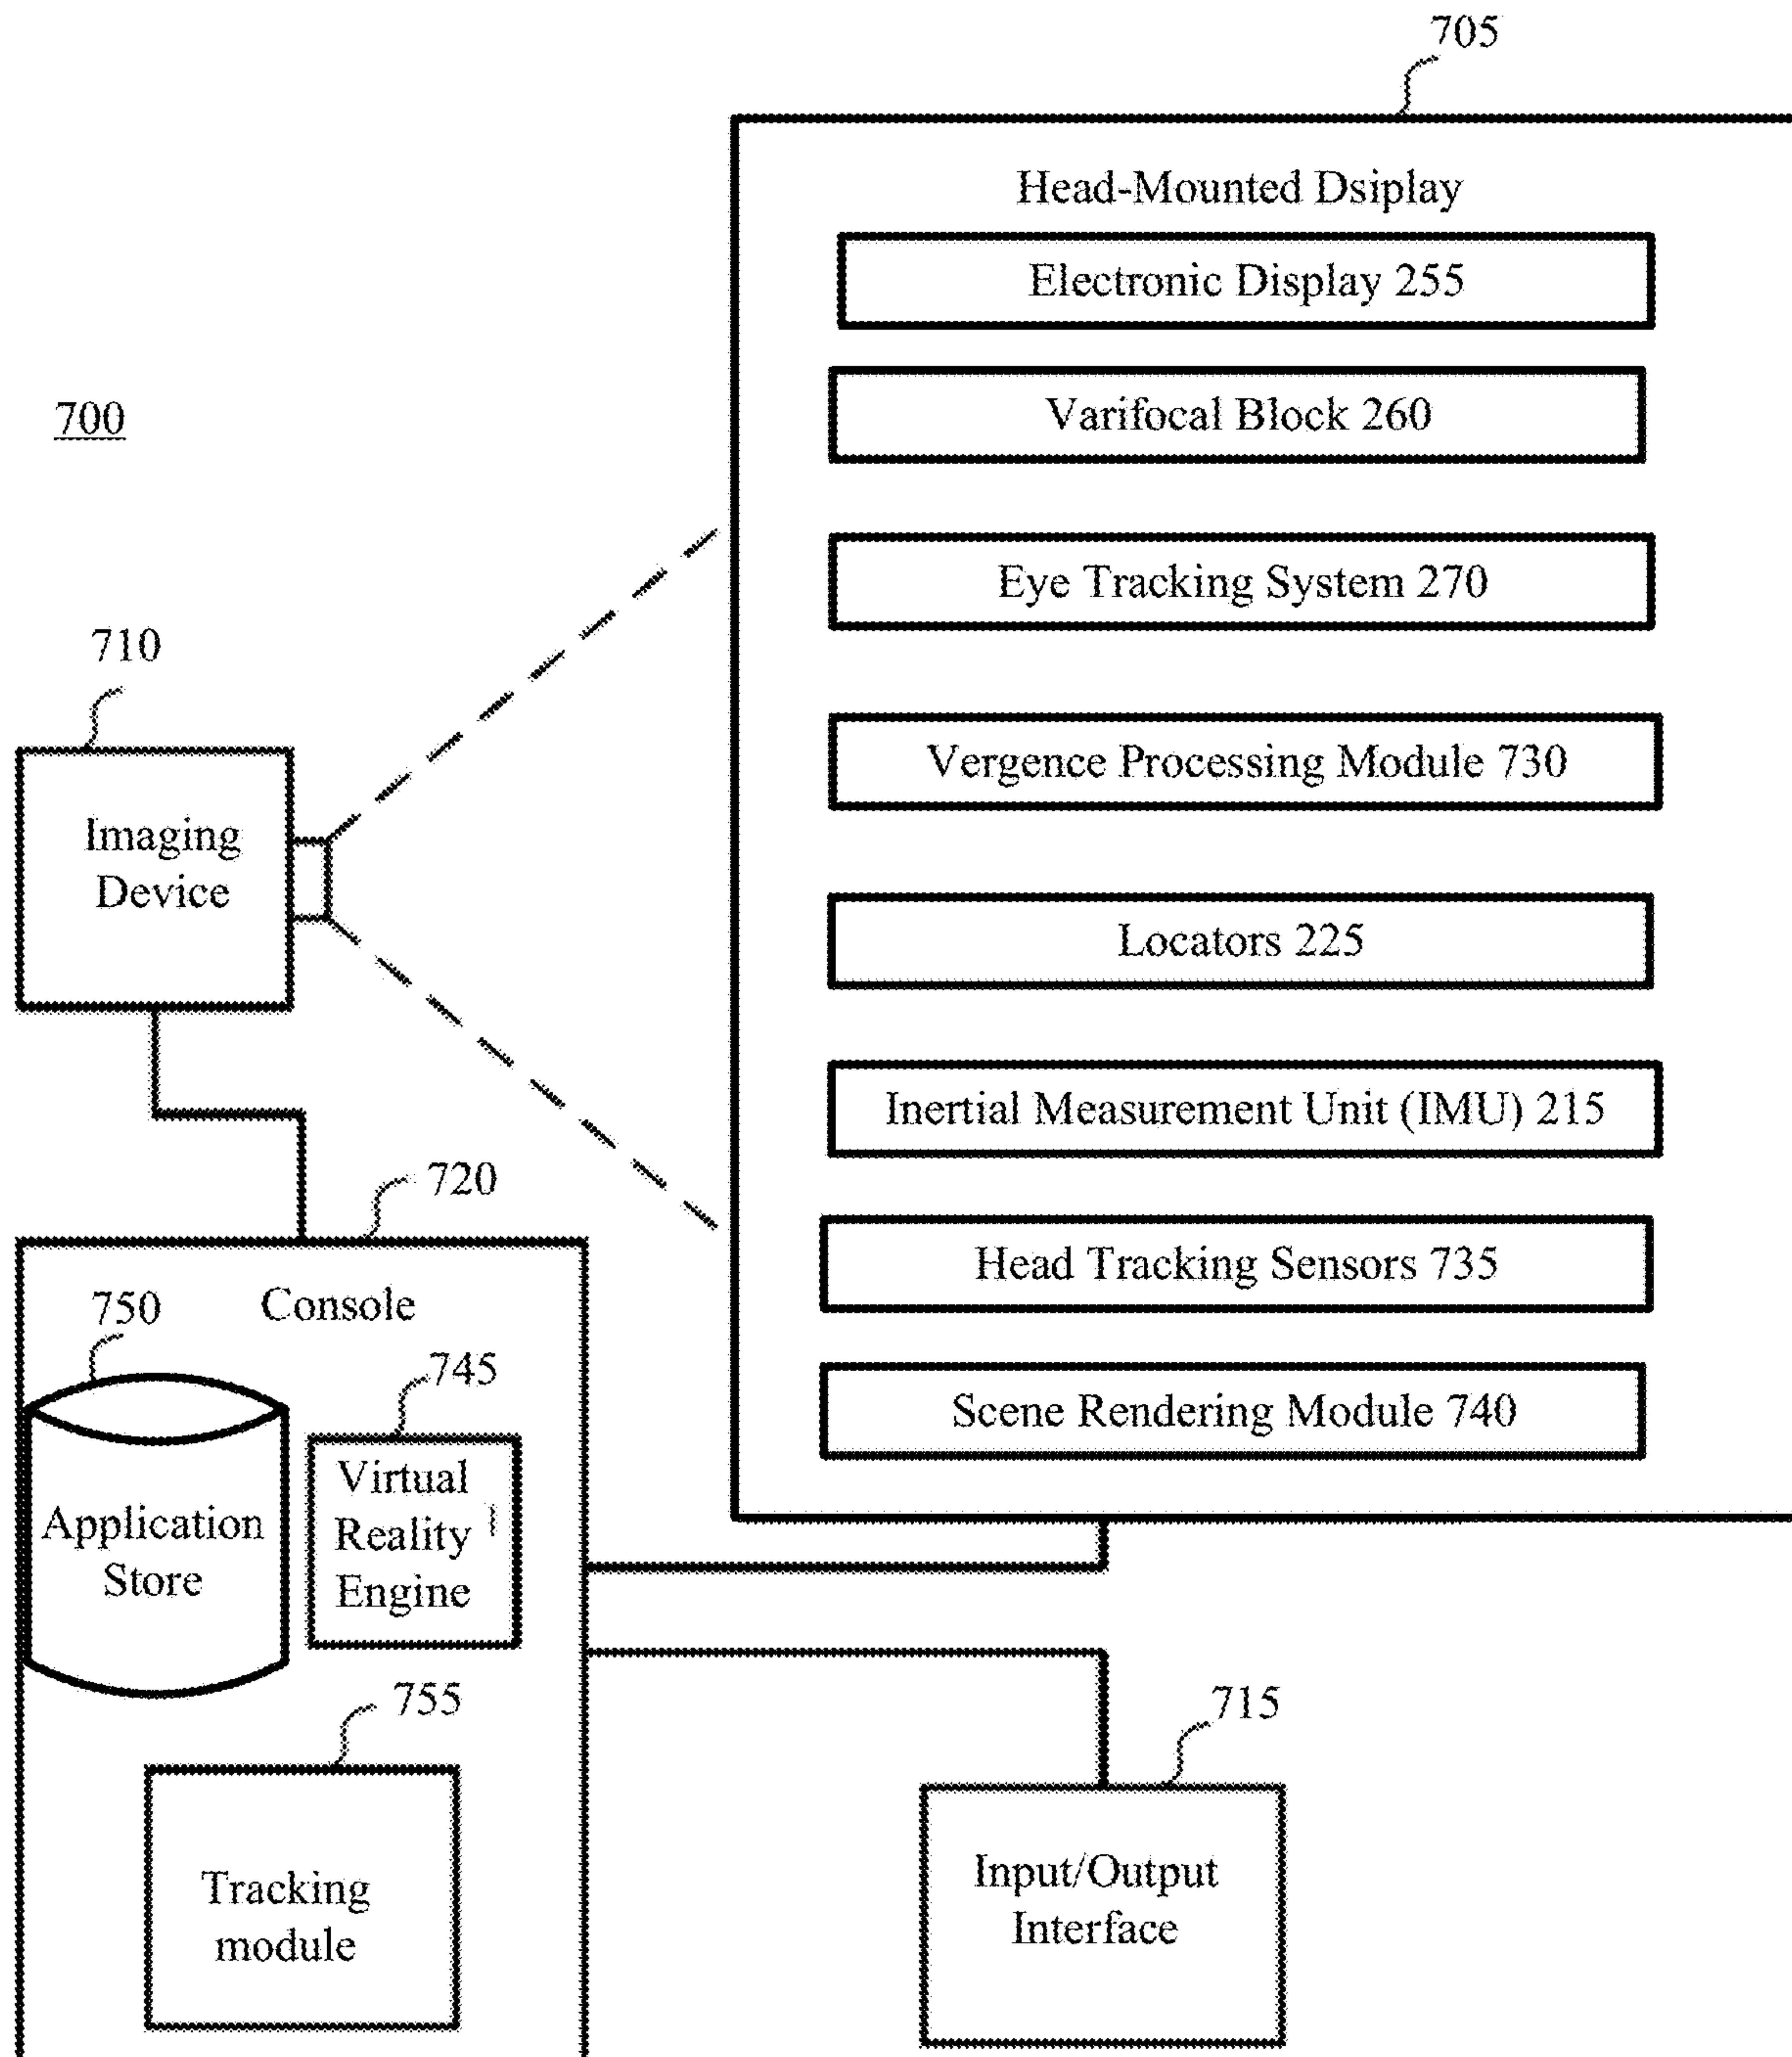 705
Head-Mounted Dsiplay
Electronic Display 255
Varifocal Block 260
700
Eye Tracking System 270
710
Vergence Processing Module 730
Imaging
Device
Locators 225
Inertial Measurement Unit (IMU) 215
720
Head Tracking Sensors 735
Console
750
745
Scene Rendering Module 740
Virtual
Reality
Engine
Application
Store
755
715
Tracking
module
Input/Output
Interface